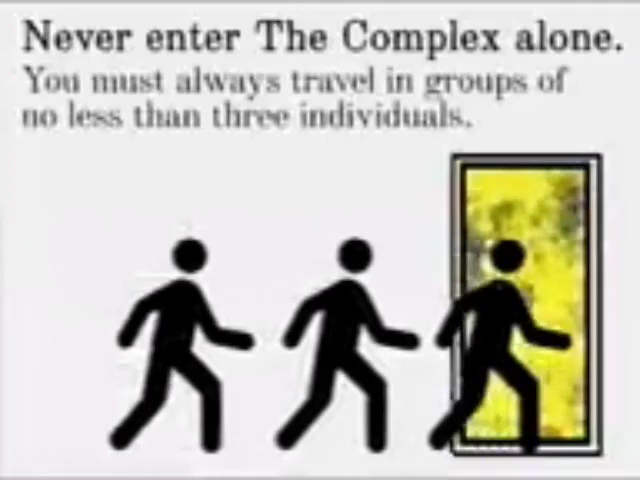 Never enter The Complex alone.
You must always travel in groups of
no less than three individuals.